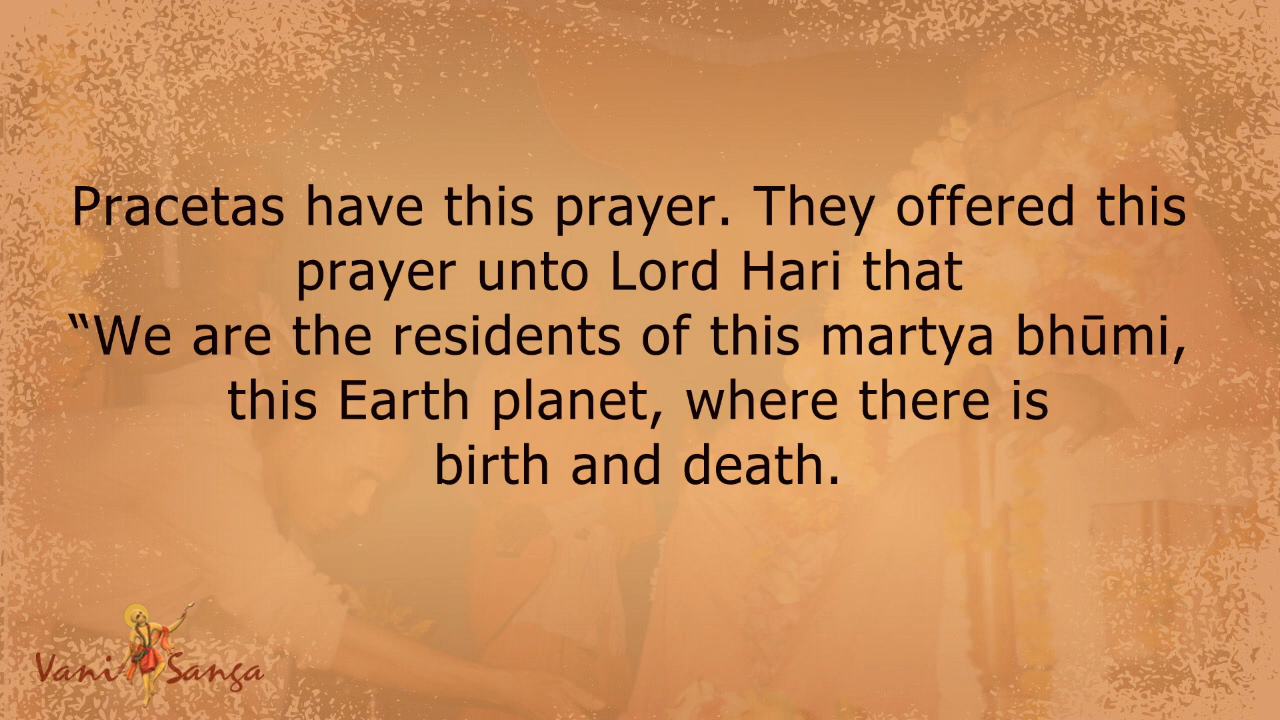 Pracetas have this prayer. They offered this
prayer unto Lord Hari that
“We are the residents of this martya bhūmi,
this Earth planet, where there is
birth and death.
Vani Sanga